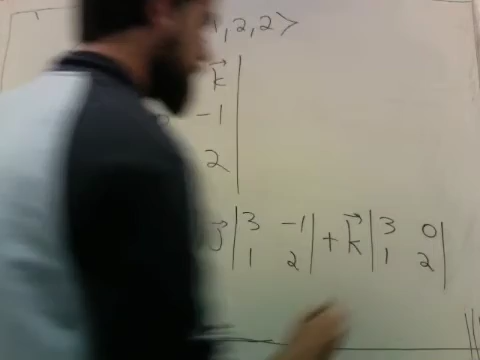 ,2,2>
k⃗ |
-1
2
j⃗ |3 -1| + k⃗ |3 0|
1 2 1 2